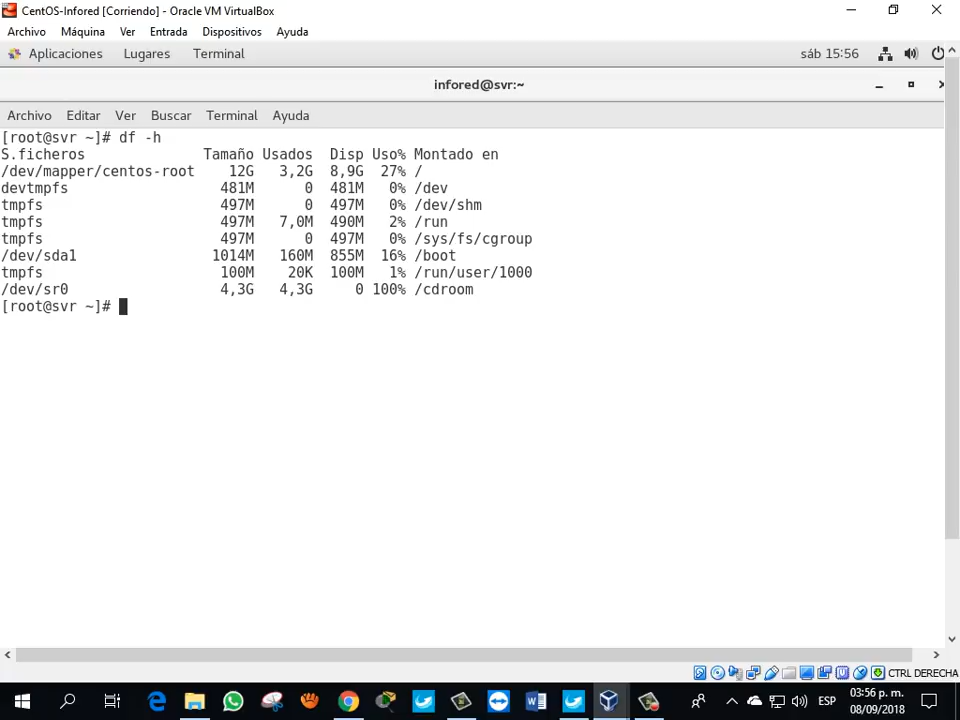 CentOS-Infored [Corriendo] - Oracle VM VirtualBox
Archivo Máquina Ver Entrada Dispositivos Ayuda
Aplicaciones Lugares Terminal sáb 15:56
infored@svr:~
Archivo Editar Ver Buscar Terminal Ayuda
[root@svr ~]# df -h
S.ficheros Tamaño Usados Disp Uso% Montado en
/dev/mapper/centos-root 12G 3,2G 8,9G 27% /
devtmpfs 481M 0 481M 0% /dev
tmpfs 497M 0 497M 0% /dev/shm
tmpfs 497M 7,0M 490M 2% /run
tmpfs 497M 0 497M 0% /sys/fs/cgroup
/dev/sda1 1014M 160M 855M 16% /boot
tmpfs 100M 20K 100M 1% /run/user/1000
/dev/sr0 4,3G 4,3G 0 100% /cdroom
[root@svr ~]#
CTRL DERECHA
ESP 03:56 p. m.
08/09/2018